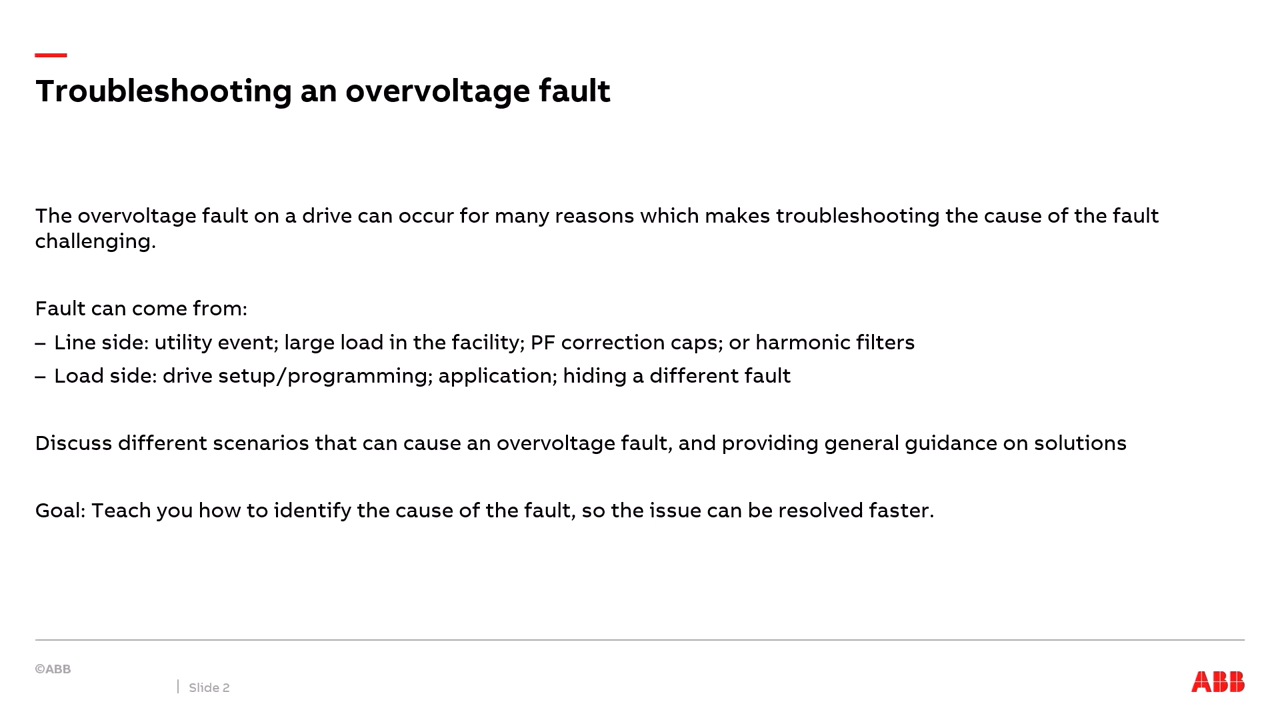 Troubleshooting an overvoltage fault
The overvoltage fault on a drive can occur for many reasons which makes troubleshooting the cause of the fault
challenging.
Fault can come from:
– Line side: utility event; large load in the facility; PF correction caps; or harmonic filters
– Load side: drive setup/programming; application; hiding a different fault
Discuss different scenarios that can cause an overvoltage fault, and providing general guidance on solutions
Goal: Teach you how to identify the cause of the fault, so the issue can be resolved faster.
©ABB
Slide 2
ABB